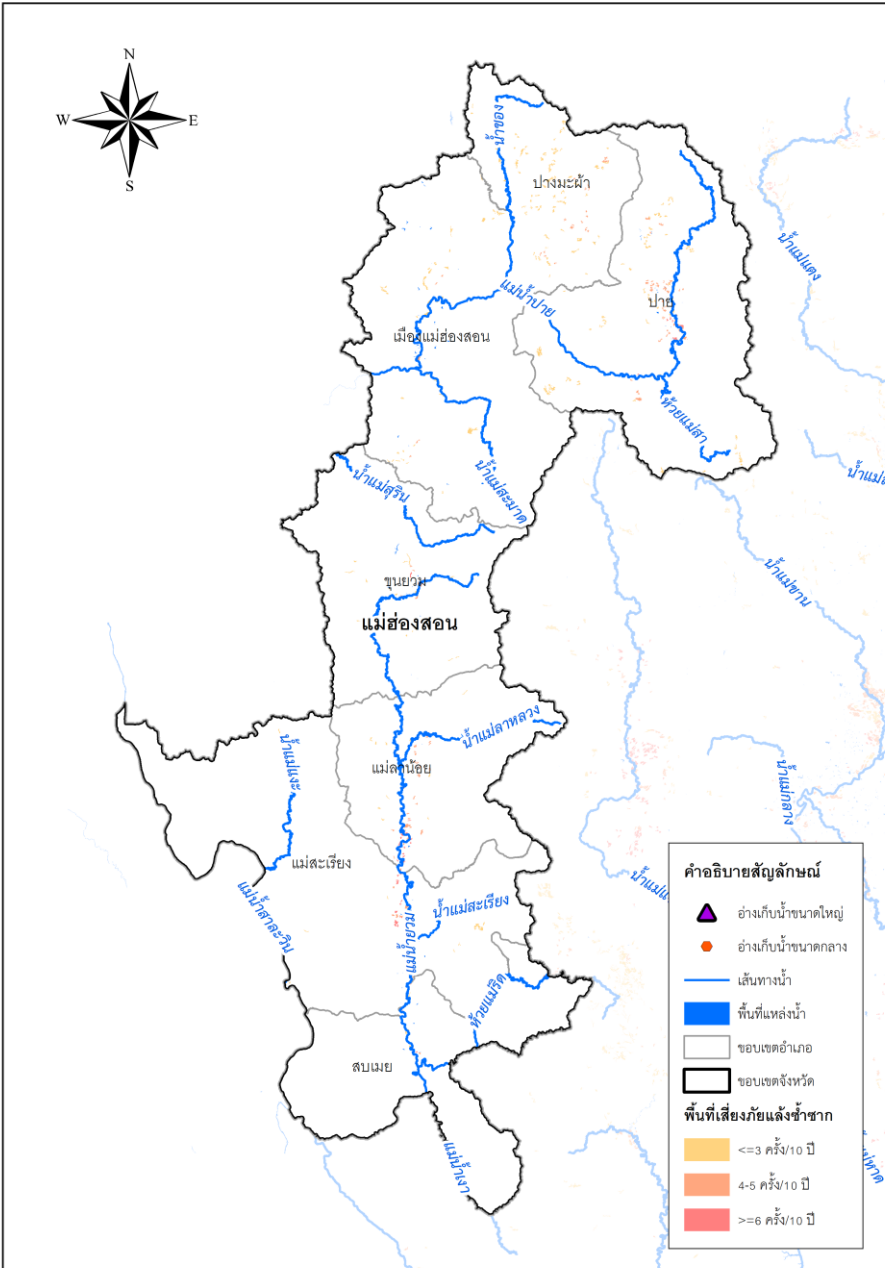 N
W
E
S
น้ำของ
ปางมะผ้า
น้ำแม่แตง
แม่น้ำปาย
ปาย
เมืองแม่ฮ่องสอน
ห้วยแม่สา
น้ำแม่สะมาด
น้ำแม่สุริน
น้ำแม่ขาน
ขุนยวม
แม่ฮ่องสอน
น้ำแม่ลาหลวง
น้ำแม่แงะ
แม่ลาน้อย
น้ำแม่กลาง
แม่สะเรียง
น้ำแม่สะเรียง
แม่น้ำสาละวิน
แม่น้ำยวม
ห้วยแม่ริด
สบเมย
แม่น้ำเงา
คำอธิบายสัญลักษณ์
อ่างเก็บน้ำขนาดใหญ่
อ่างเก็บน้ำขนาดกลาง
เส้นทางน้ำ
พื้นที่แหล่งน้ำ
ขอบเขตอำเภอ
ขอบเขตจังหวัด
พื้นที่เสี่ยงภัยแล้งซ้ำซาก
<=3 ครั้ง/10 ปี
4-5 ครั้ง/10 ปี
>=6 ครั้ง/10 ปี